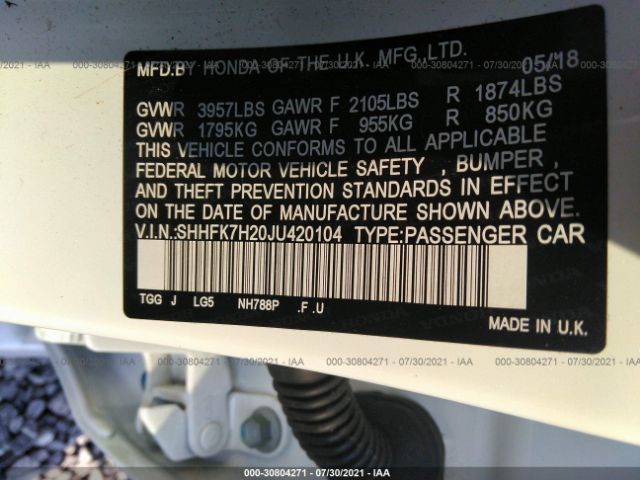 MFD.BY HONDA OF THE U.K. MFG.,LTD. 05/18
GVWR 3957LBS GAWR F 2105LBS R 1874LBS
GVWR 1795KG GAWR F 955KG R 850KG
THIS VEHICLE CONFORMS TO ALL APPLICABLE
FEDERAL MOTOR VEHICLE SAFETY , BUMPER ,
AND THEFT PREVENTION STANDARDS IN EFFECT
ON THE DATE OF MANUFACTURE SHOWN ABOVE.
V.I.N.:SHHFK7H20JU420104 TYPE:PASSENGER CAR
TGG J LG5 NH788P .F .U
MADE IN U.K.
000-30804271 - 07/30/2021 - IAA